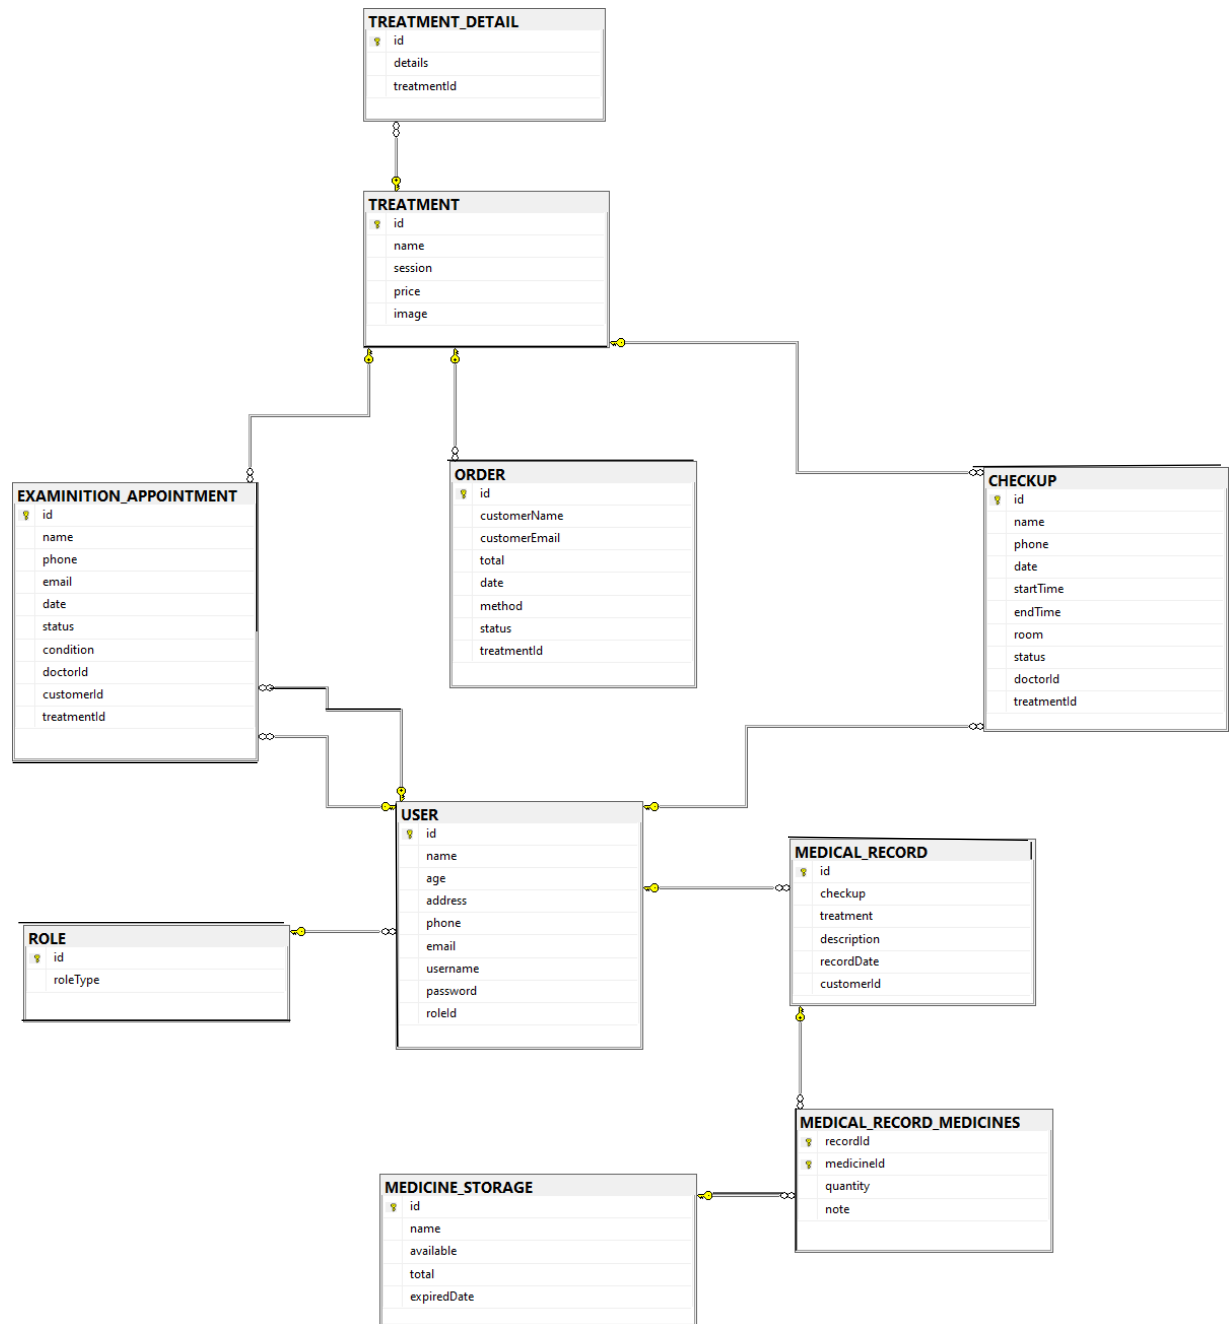 TREATMENT_DETAIL
id
details
treatmentId
TREATMENT
id
name
session
price
image
EXAMINITION_APPOINTMENT
id
name
phone
email
date
status
condition
doctorId
customerId
treatmentId
ORDER
id
customerName
customerEmail
total
date
method
status
treatmentId
CHECKUP
id
name
phone
date
startTime
endTime
room
status
doctorId
treatmentId
USER
id
name
age
address
phone
email
username
password
roleId
MEDICAL_RECORD
id
checkup
treatment
description
recordDate
customerId
ROLE
id
roleType
MEDICAL_RECORD_MEDICINES
recordId
medicineId
quantity
note
MEDICINE_STORAGE
id
name
available
total
expiredDate